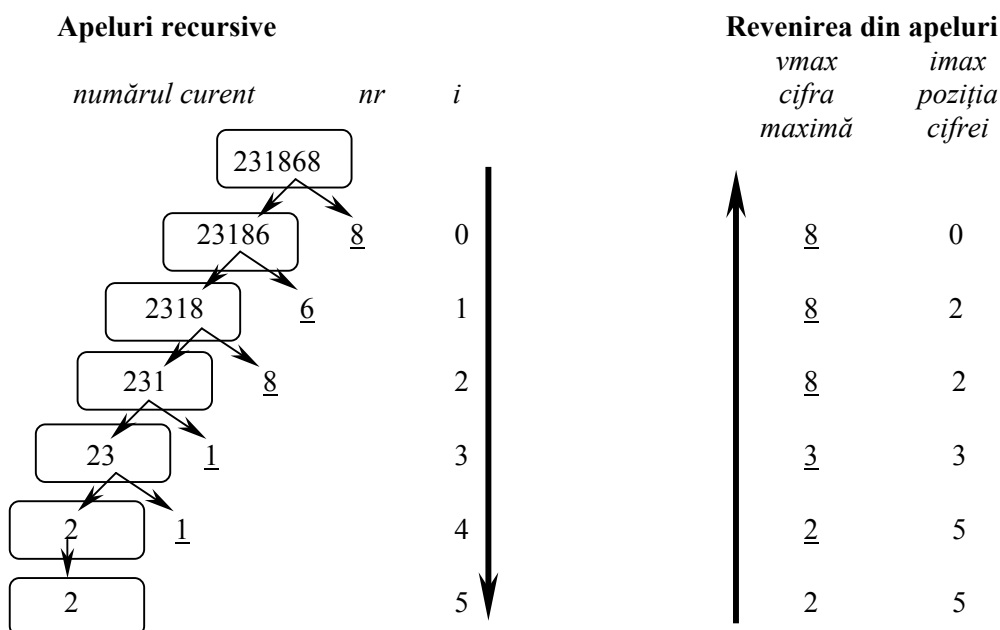 Apeluri recursive Revenirea din apeluri
numărul curent nr i vmax cifra maximă imax poziția cifrei
231868
23186 8 0 8 0
2318 6 1 8 2
231 8 2 8 2
23 1 3 3 3
2 1 4 2 5
2 5 2 5